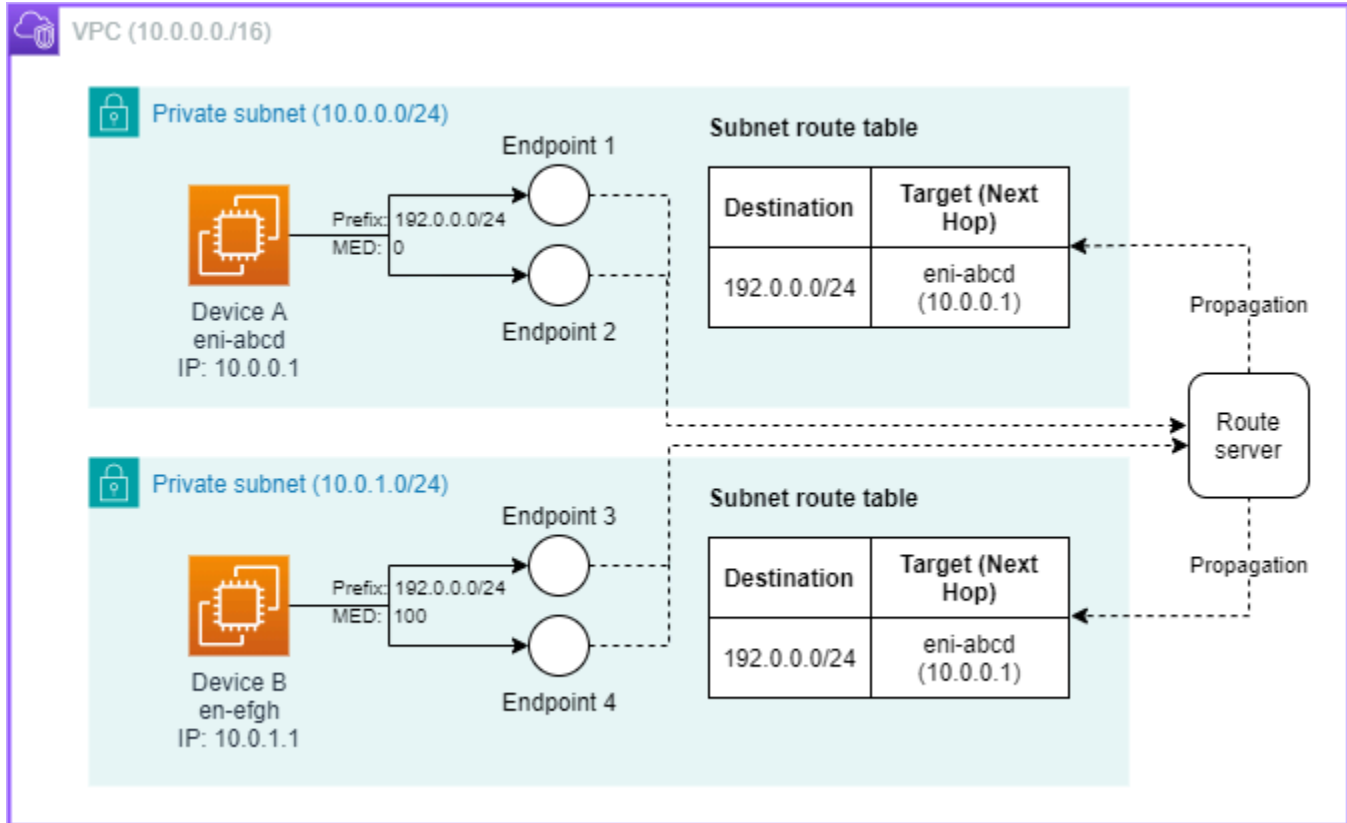 VPC (10.0.0.0./16)
Private subnet (10.0.0.0/24)
Endpoint 1
Prefix: 192.0.0.0/24
MED: 0
Endpoint 2
Device A
eni-abcd
IP: 10.0.0.1
Subnet route table
Destination
Target (Next
Hop)
192.0.0.0/24
eni-abcd
(10.0.0.1)
Propagation
Route
server
Propagation
Private subnet (10.0.1.0/24)
Endpoint 3
Prefix: 192.0.0.0/24
MED: 100
Endpoint 4
Device B
en-efgh
IP: 10.0.1.1
Subnet route table
Destination
Target (Next
Hop)
192.0.0.0/24
eni-abcd
(10.0.0.1)